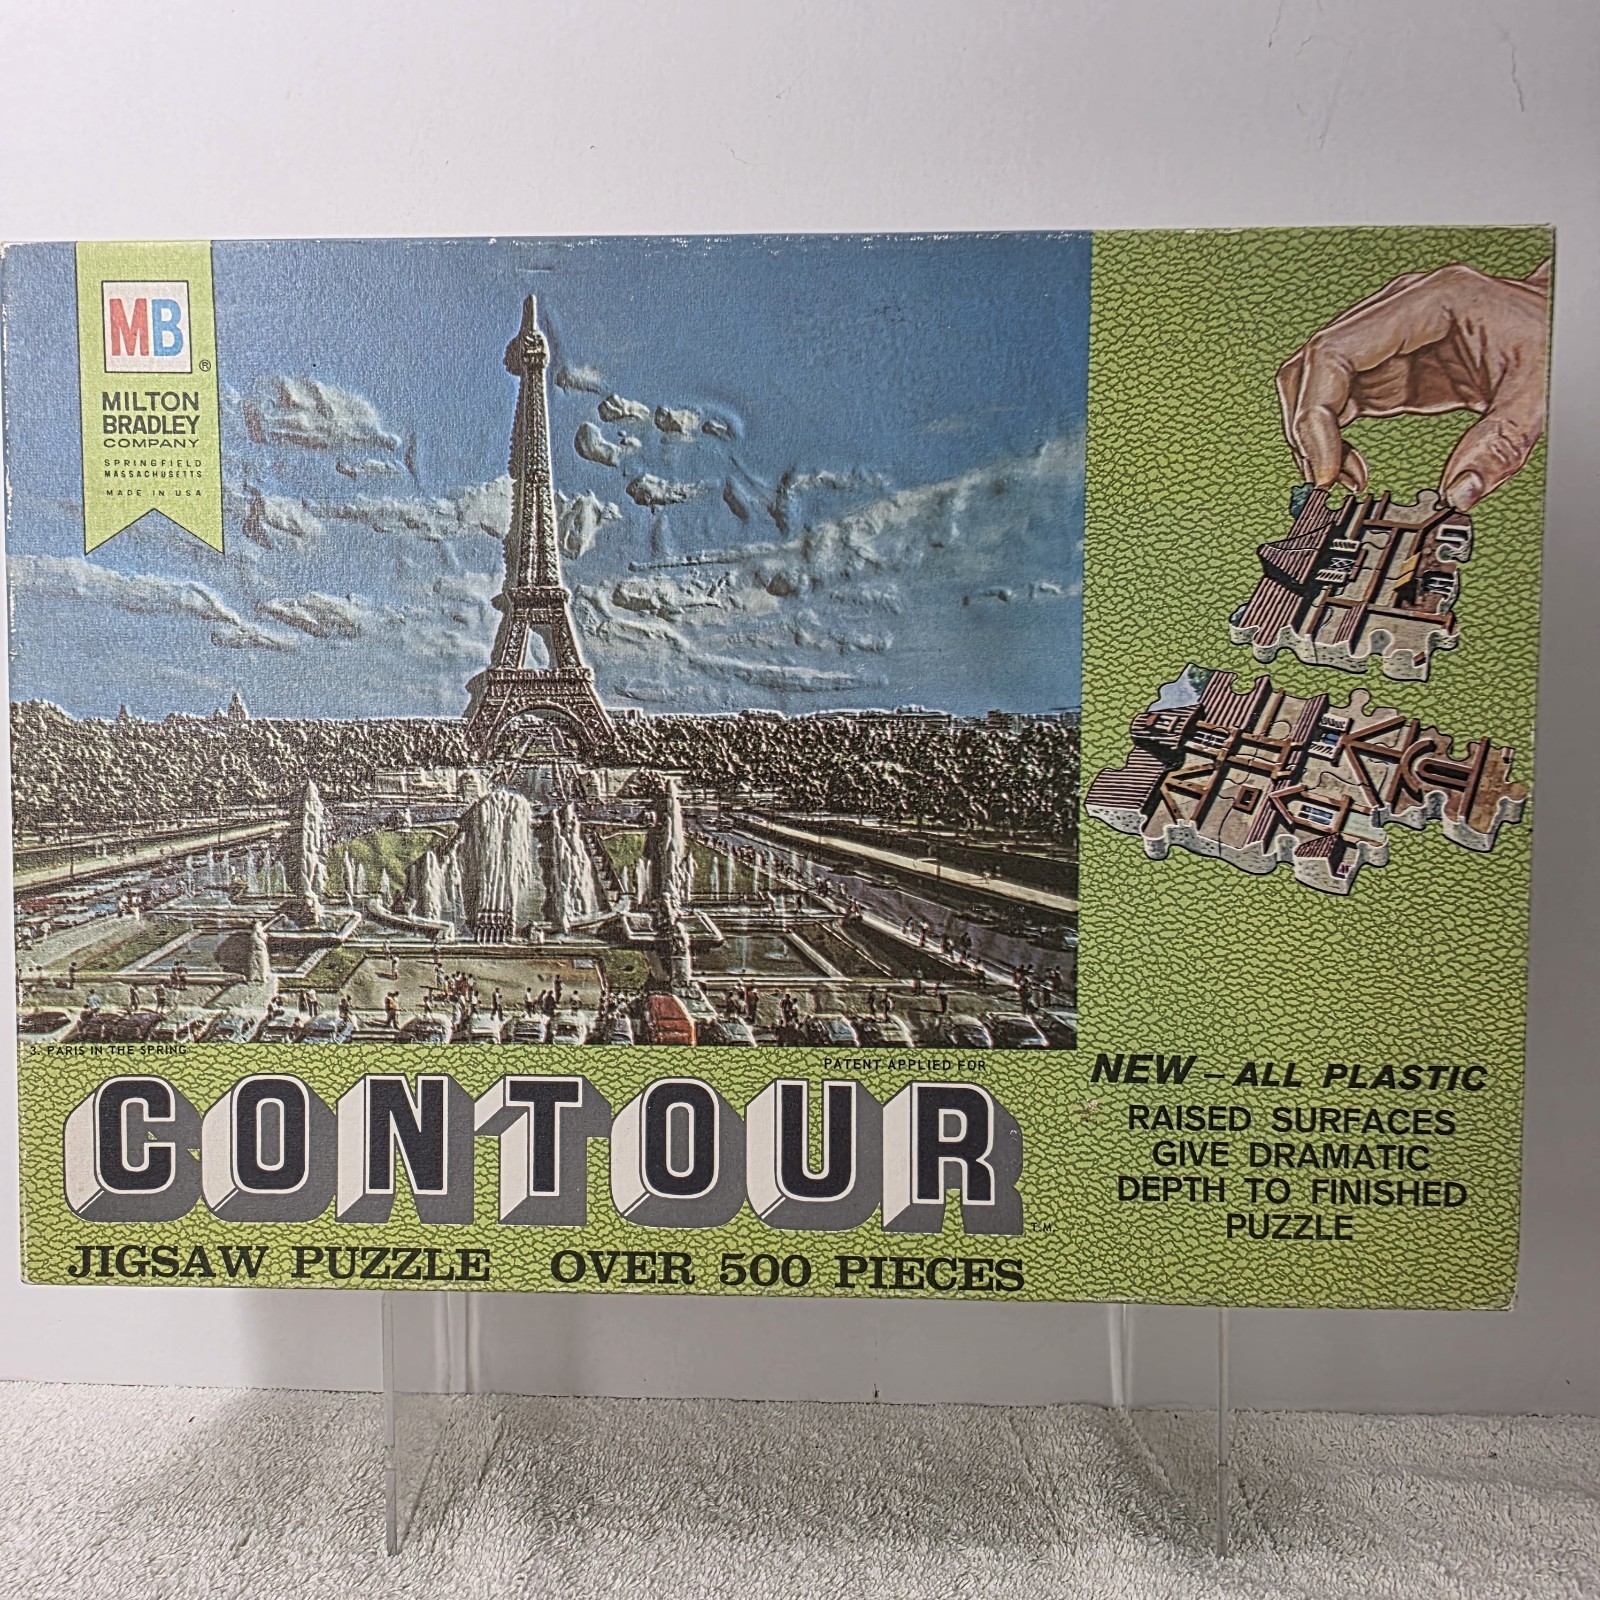 MB®
MILTON
BRADLEY
COMPANY
SPRINGFIELD
MASSACHUSETTS
MADE IN USA
3. PARIS IN THE SPRING
PATENT APPLIED FOR
CONTOUR T.M.
JIGSAW PUZZLE OVER 500 PIECES
NEW – ALL PLASTIC
RAISED SURFACES
GIVE DRAMATIC
DEPTH TO FINISHED
PUZZLE